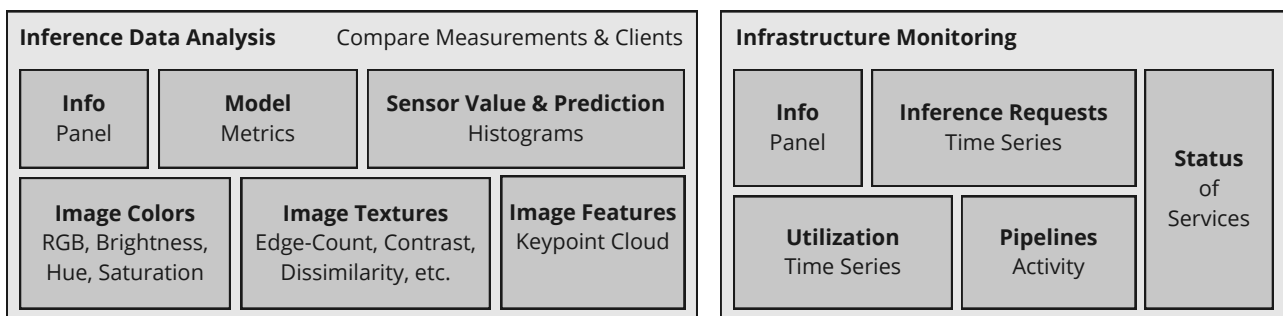 Inference Data Analysis
Compare Measurements & Clients
Info
Panel
Model
Metrics
Sensor Value & Prediction
Histograms
Image Colors
RGB, Brightness,
Hue, Saturation
Image Textures
Edge-Count, Contrast,
Dissimilarity, etc.
Image Features
Keypoint Cloud
Infrastructure Monitoring
Info
Panel
Inference Requests
Time Series
Status
of
Services
Utilization
Time Series
Pipelines
Activity